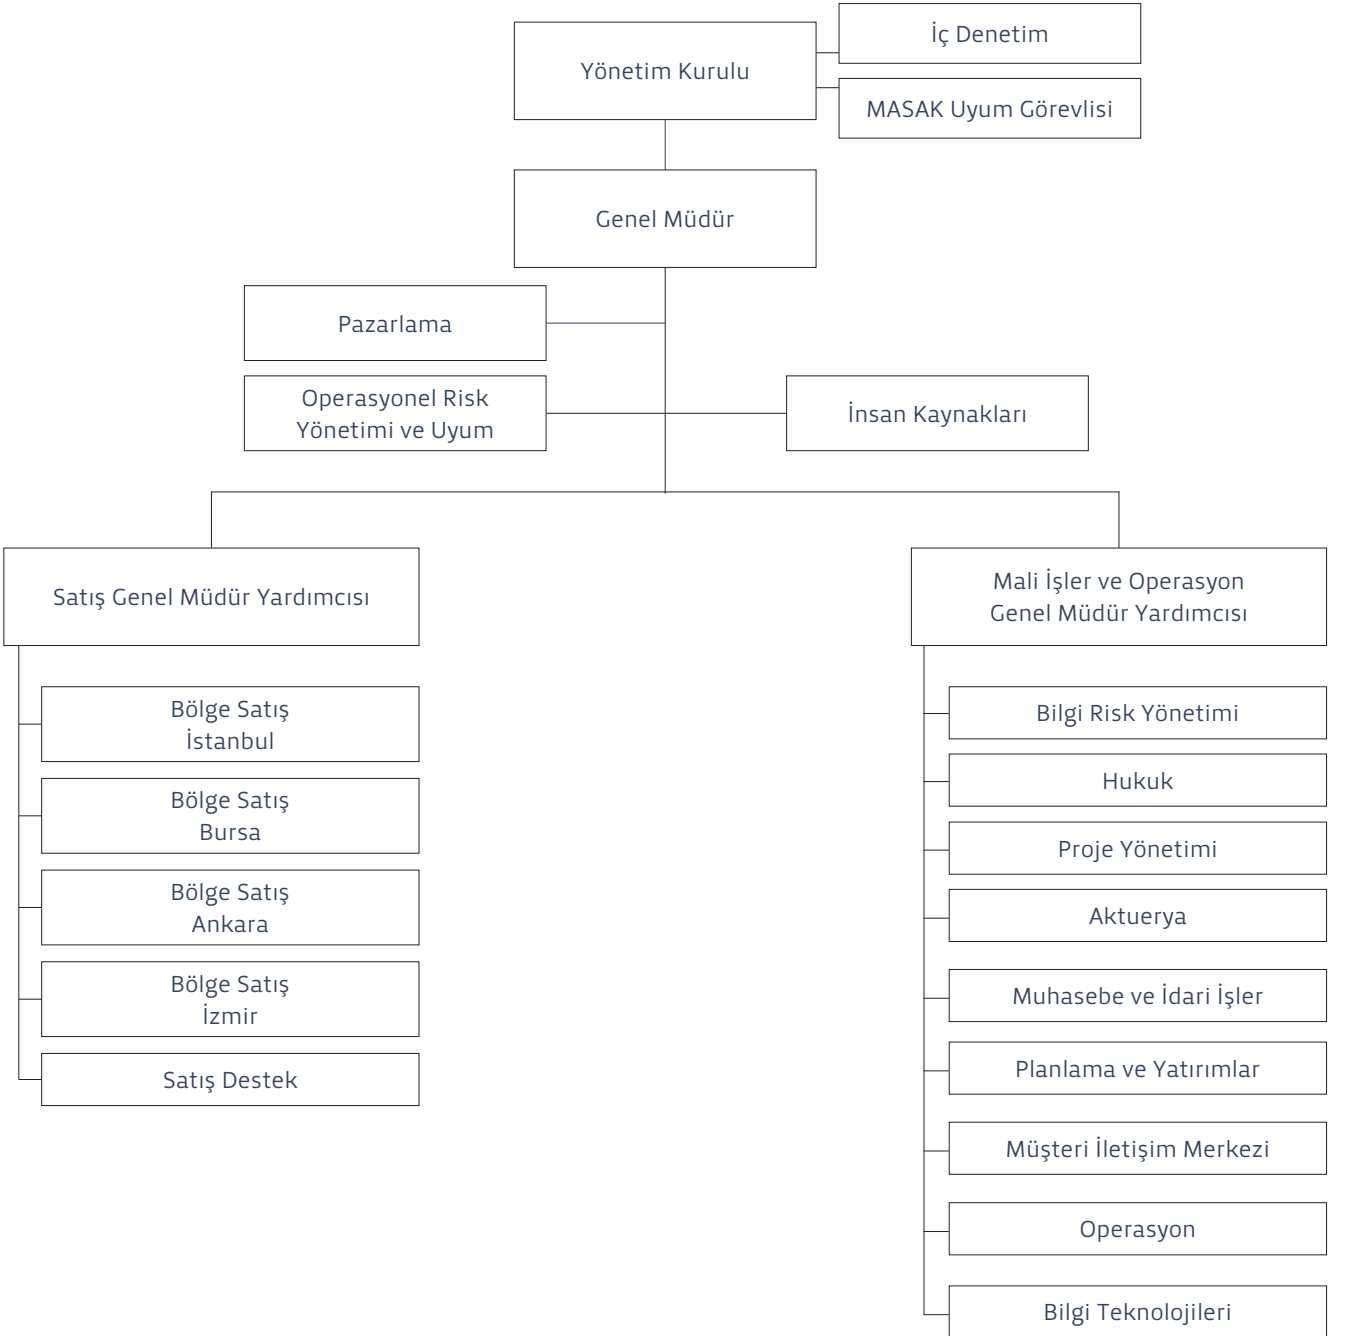 İç Denetim
Yönetim Kurulu
MASAK Uyum Görevlisi
Genel Müdür
Pazarlama
Operasyonel Risk
Yönetimi ve Uyum
İnsan Kaynakları
Satış Genel Müdür Yardımcısı
Mali İşler ve Operasyon
Genel Müdür Yardımcısı
Bölge Satış
İstanbul
Bölge Satış
Bursa
Bölge Satış
Ankara
Bölge Satış
İzmir
Satış Destek
Bilgi Risk Yönetimi
Hukuk
Proje Yönetimi
Aktuerya
Muhasebe ve İdari İşler
Planlama ve Yatırımlar
Müşteri İletişim Merkezi
Operasyon
Bilgi Teknolojileri